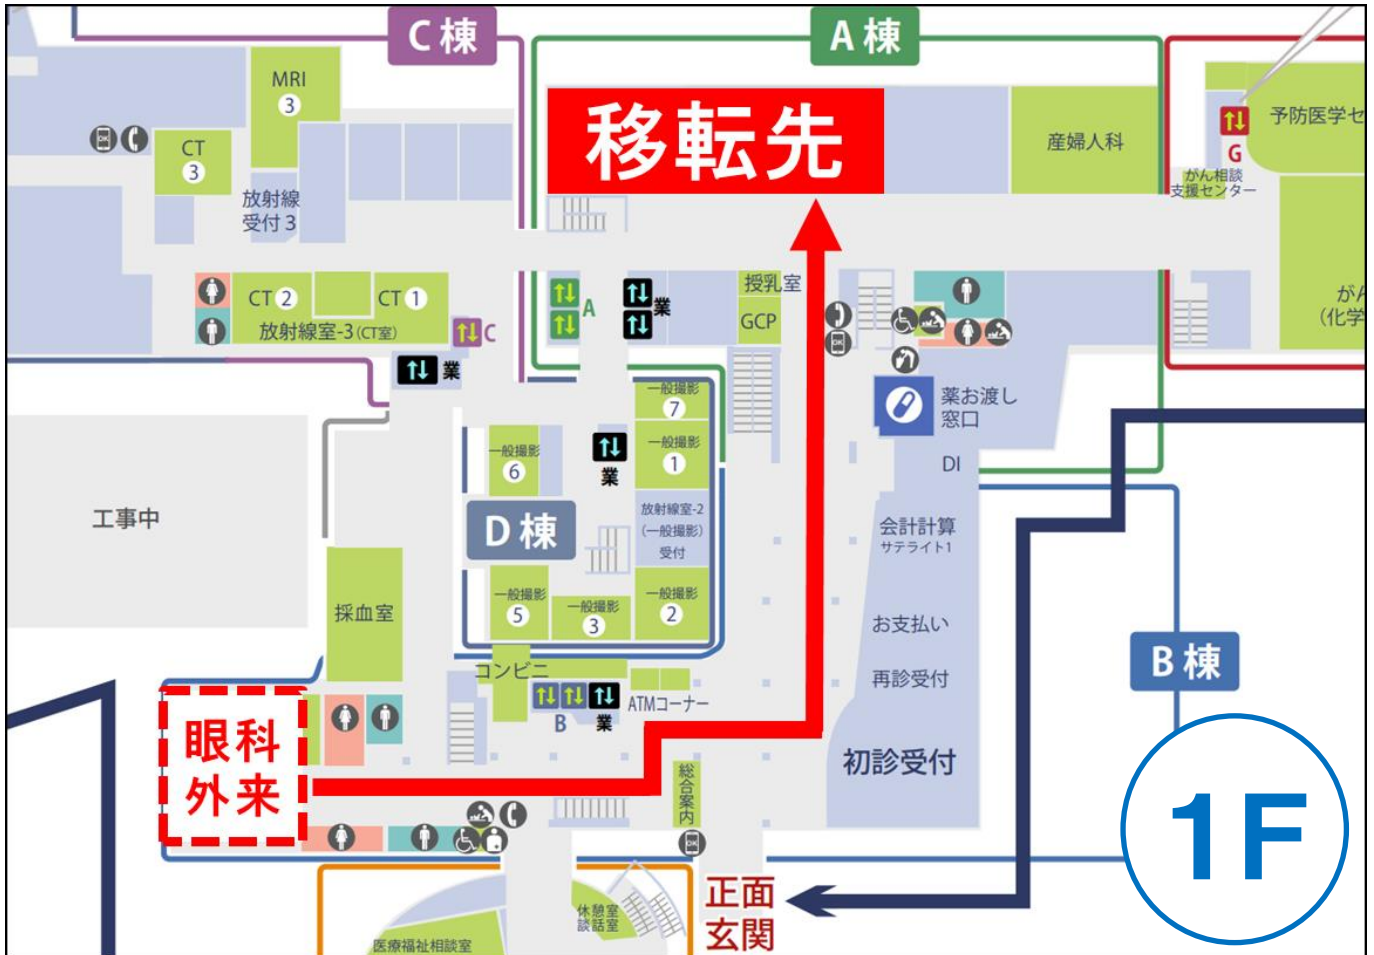 C棟
A棟
MRI
3
移転先
産婦人科
予防医学セ
G
がん相談
支援センター
CT
3
放射線
受付3
CT2
CT1
放射線室-3(CT室)
C
業
A
業
授乳室
GCP
がん
(化学
一般撮影
7
一般撮影
6
業
一般撮影
1
薬お渡し
窓口
DI
工事中
D棟
放射線室-2
(一般撮影)
受付
会計計算
サテライト1
採血室
一般撮影
5
一般撮影
3
一般撮影
2
お支払い
B棟
コンビニ
再診受付
ATMコーナー
B
業
眼科
外来
初診受付
総合案内
1F
正面
玄関
休憩室
談話室
医療福祉相談室